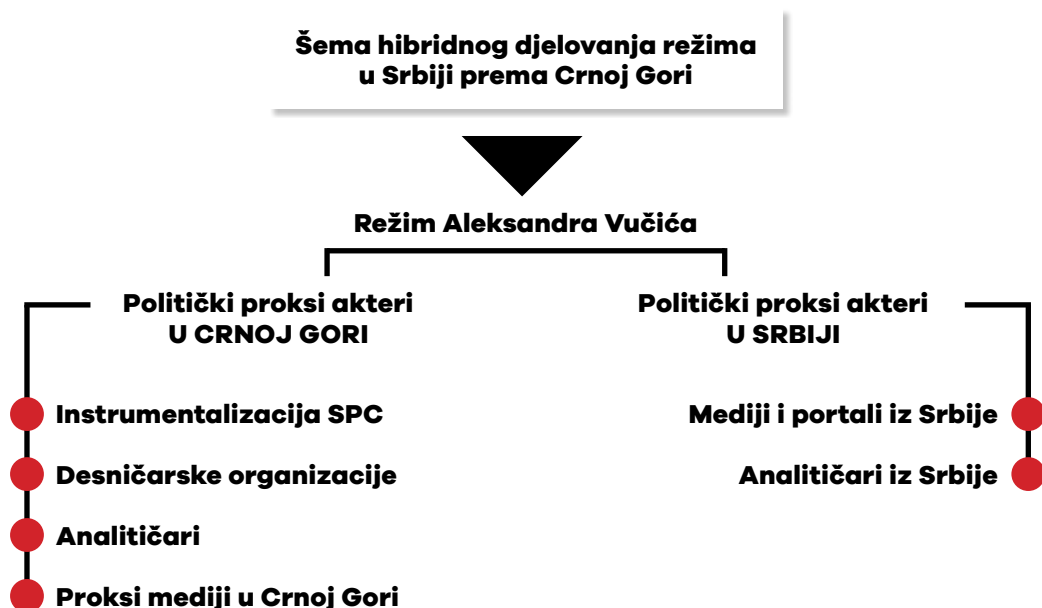 Šema hibridnog djelovanja režima
u Srbiji prema Crnoj Gori
Režim Aleksandra Vučića
Politički proksi akteri
U CRNOJ GORI
Instrumentalizacija SPC
Desničarske organizacije
Analitičari
Proksi mediji u Crnoj Gori
Politički proksi akteri
U SRBIJI
Mediji i portali iz Srbije
Analitičari iz Srbije